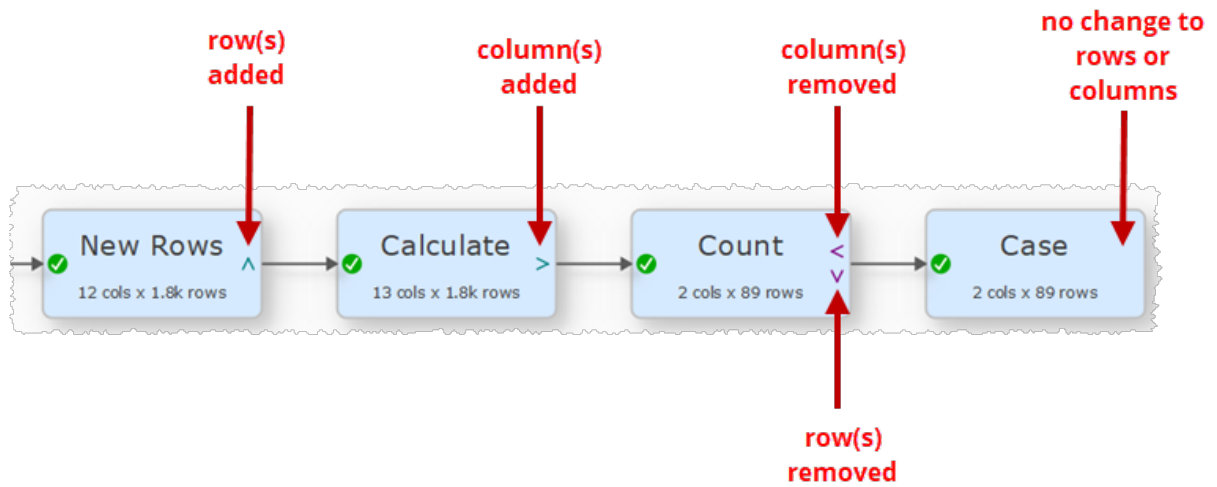 row(s)
added
column(s)
added
column(s)
removed
no change to
rows or
columns
New Rows
^
12 cols x 1.8k rows
Calculate
>
13 cols x 1.8k rows
Count
<
v
2 cols x 89 rows
Case
2 cols x 89 rows
row(s)
removed